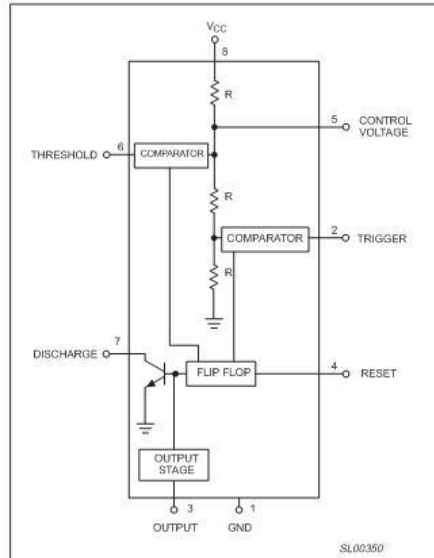 VCC
8
R
5 CONTROL
VOLTAGE
THRESHOLD 6 COMPARATOR
R
COMPARATOR 2 TRIGGER
R
DISCHARGE 7
FLIP FLOP 4 RESET
OUTPUT
STAGE
3 1
OUTPUT GND
SL00350